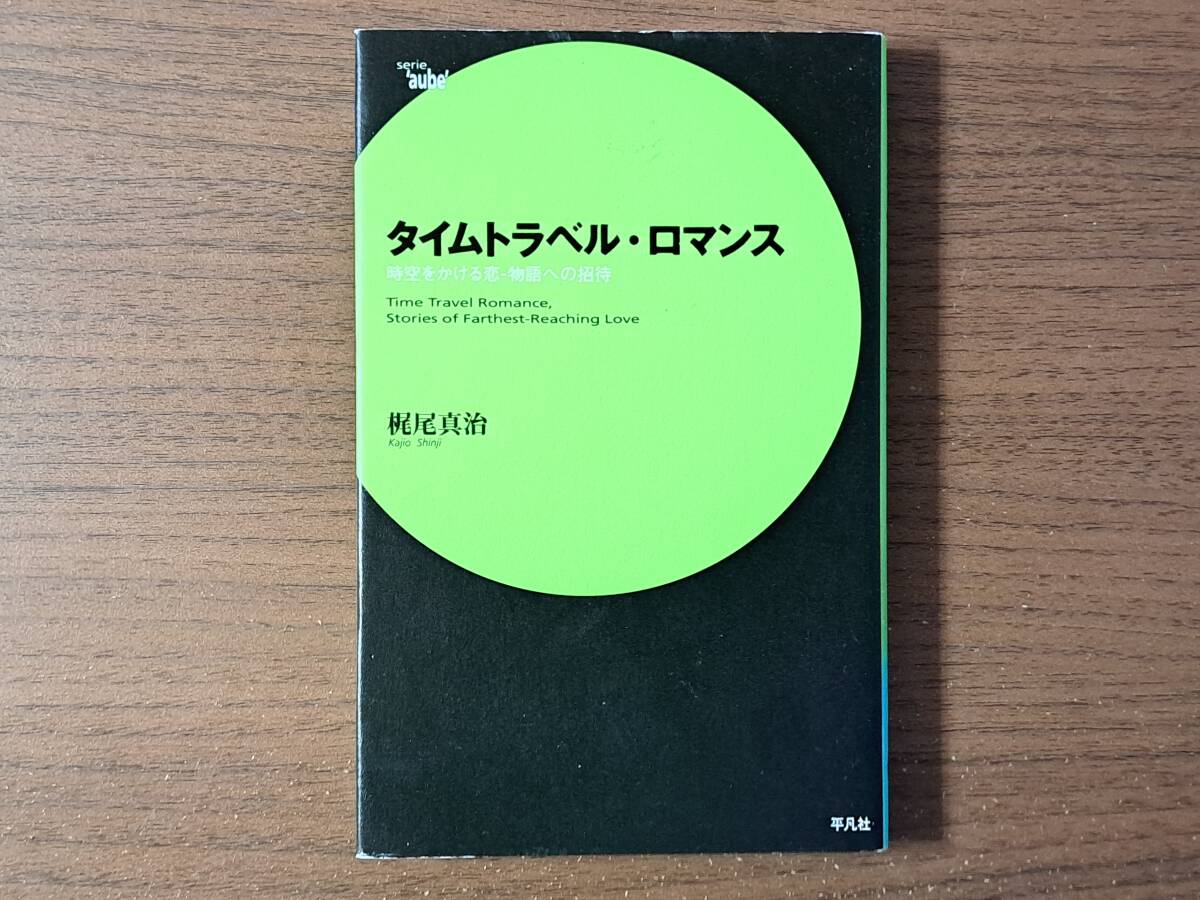 serie
'aube'
タイムトラベル・ロマンス
時空をかける恋-物語への招待
Time Travel Romance,
Stories of Farthest-Reaching Love
梶尾真治
Kajio Shinji
平凡社